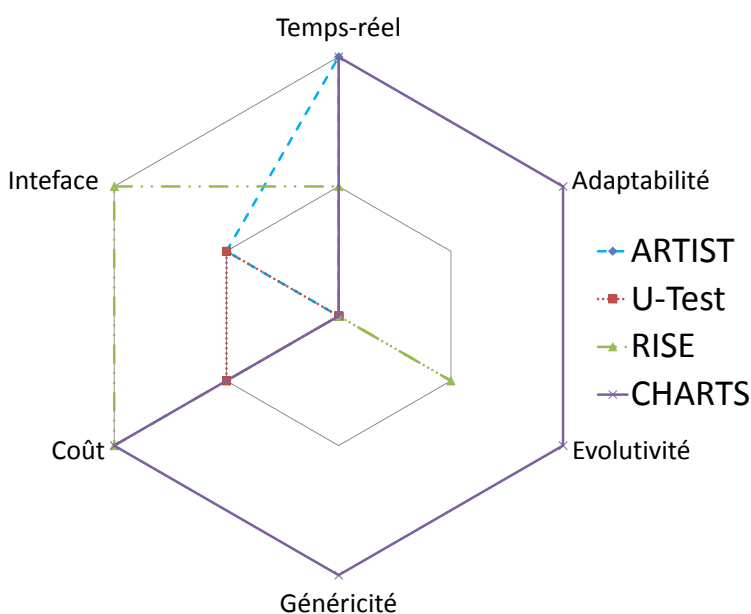 Temps-réel
Inteface
Adaptabilité
ARTIST
U-Test
RISE
CHARTS
Coût
Evolutivité
Généricité